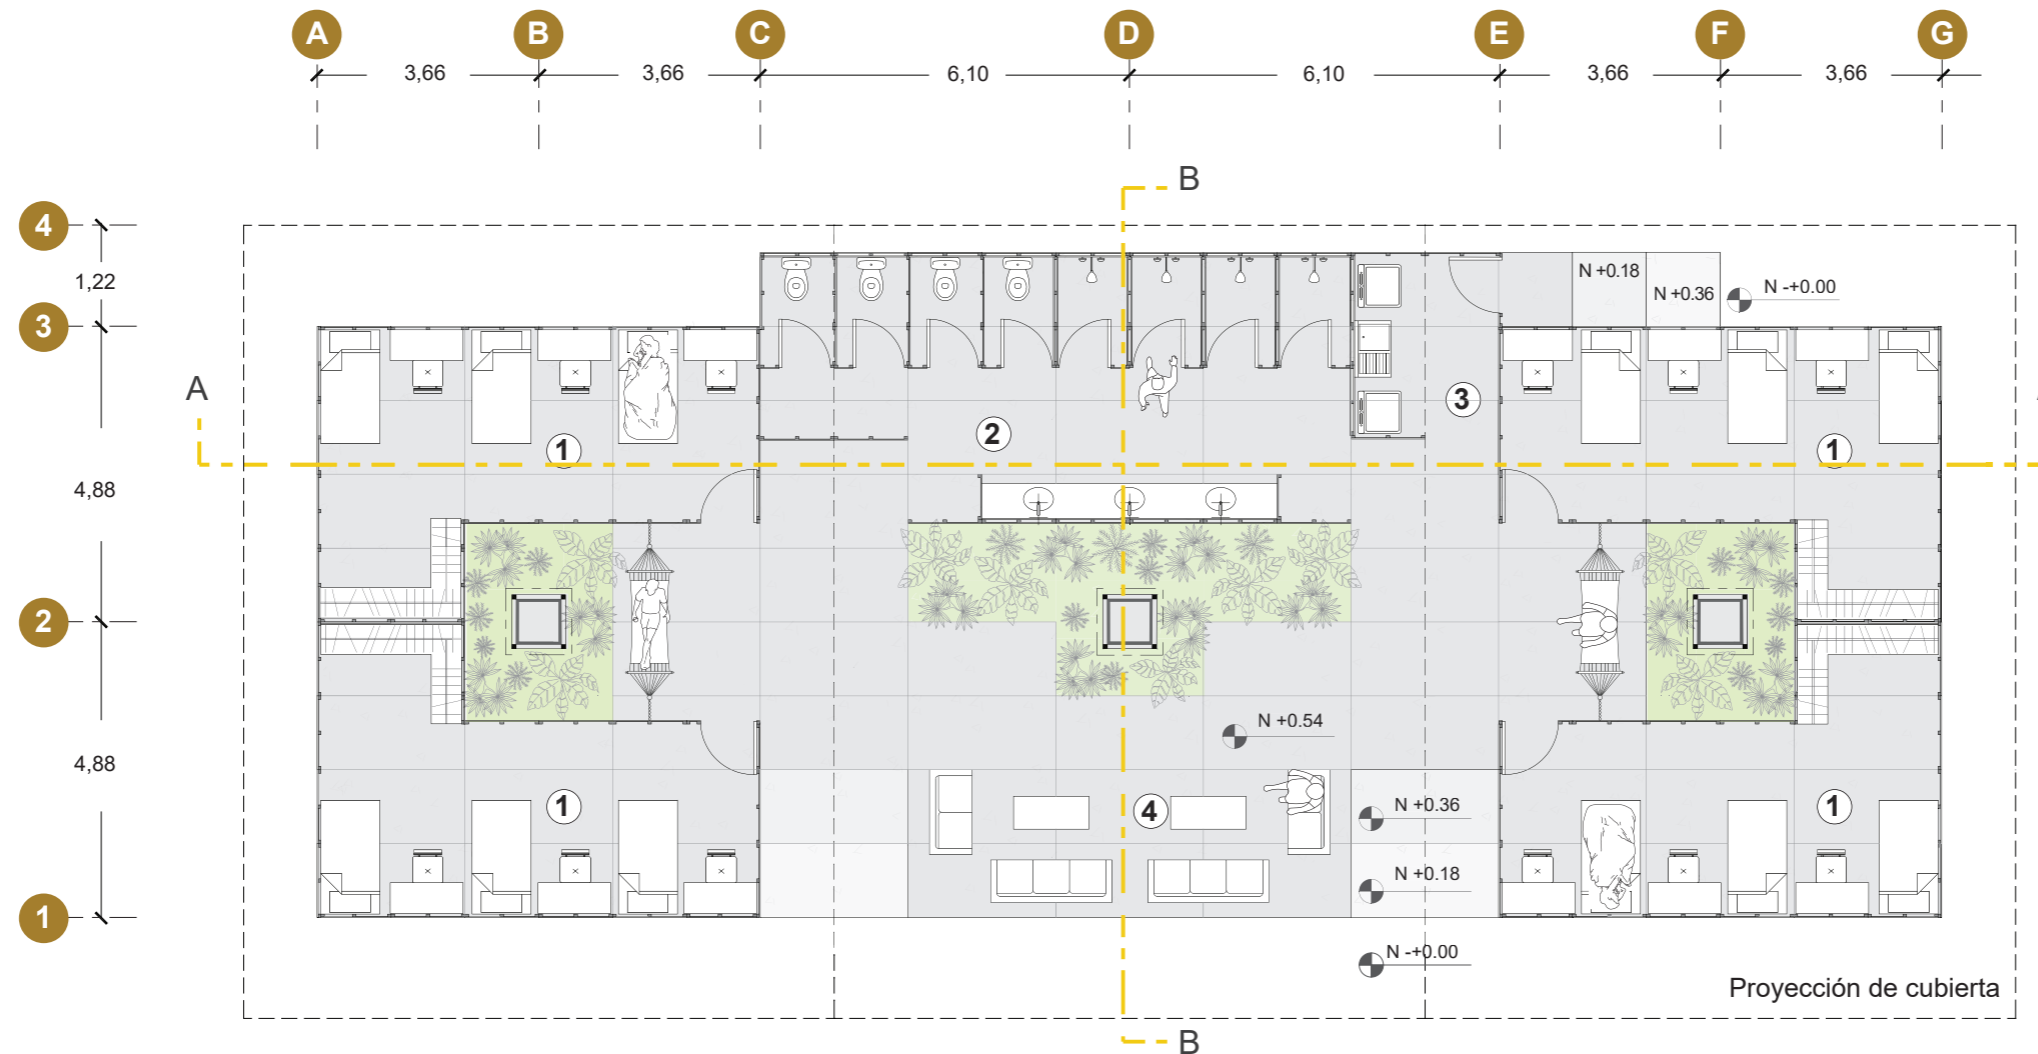 A B C D E F G
3,66 3,66 6,10 6,10 3,66 3,66
B
4
1,22
N +0.18
N +0.36
N -+0.00
3
A
4,88
1
2
3
1
2
N +0.54
4,88
1
4
N +0.36
1
N +0.18
1
N -+0.00
Proyección de cubierta
B